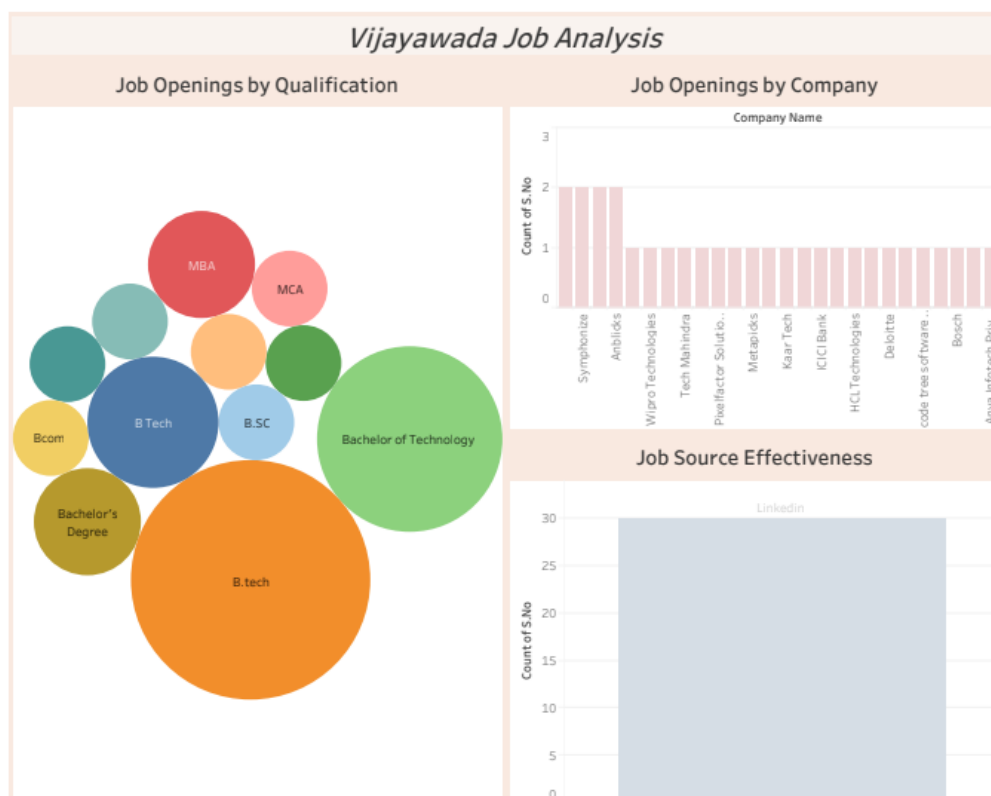 Vijayawada Job Analysis
Job Openings by Qualification
MBA
MCA
B Tech
B.SC
Bcom
Bachelor of Technology
Bachelor's
Degree
B.tech
Job Openings by Company
Company Name
Count of S.No
3
2
1
0
Symphonize
Anblicks
Wipro Technologies
Tech Mahindra
Pixelfactor Solutio..
Metapicks
Kaar Tech
ICICI Bank
HCL Technologies
Deloitte
code trees software ..
Bosch
Job Source Effectiveness
Linkedin
Count of S.No
30
25
20
15
10
5
0